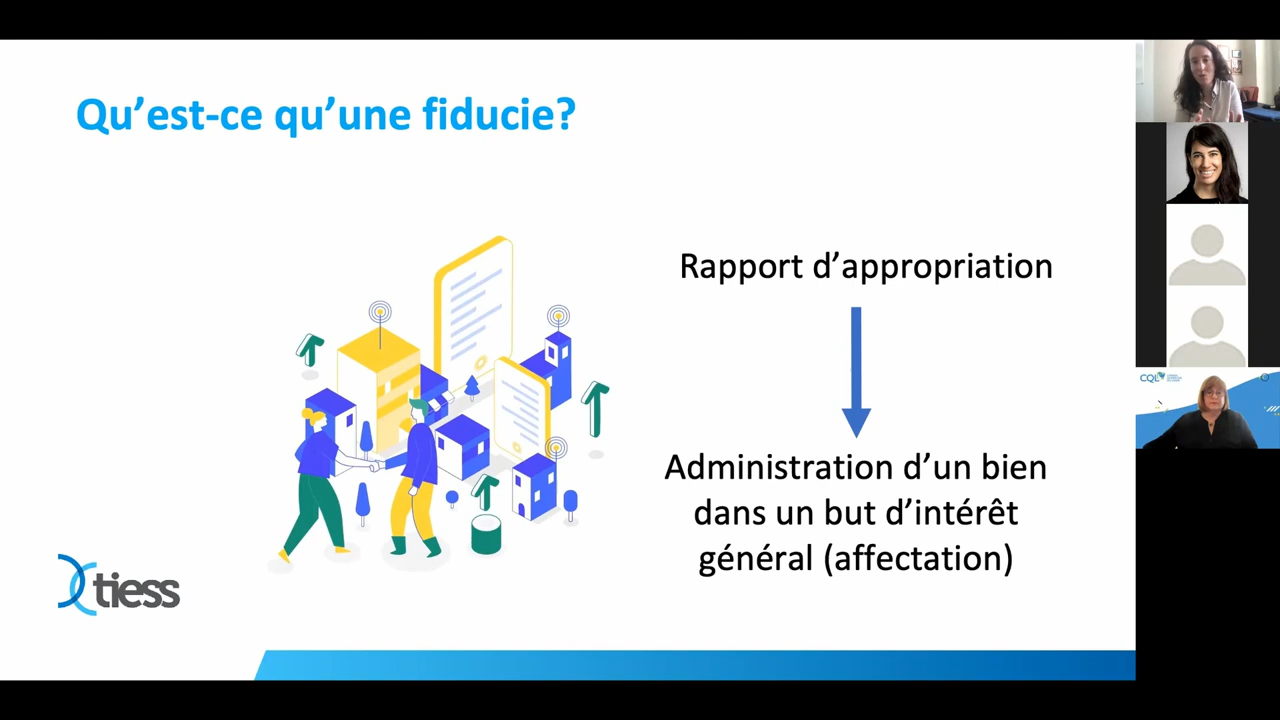 Qu'est-ce qu'une fiducie?
Rapport d'appropriation
Administration d'un bien
dans un but d'intérêt
général (affectation)
tiess
CQL